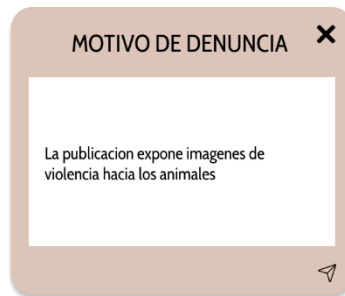 MOTIVO DE DENUNCIA
La publicacion expone imagenes de
violencia hacia los animales